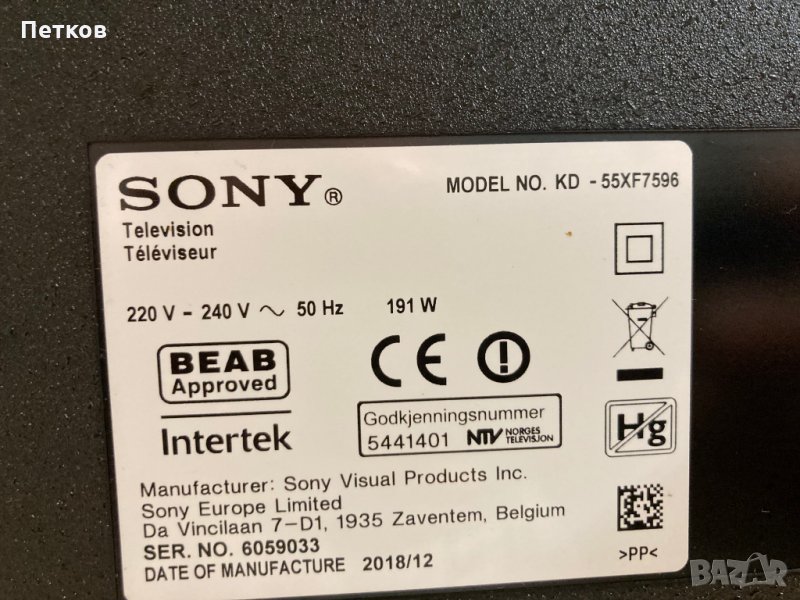 Петков
SONY®
MODEL NO. KD - 55XF7596
Television
Téléviseur
220 V - 240 V ~ 50 Hz 191 W
BEAB
Approved
Intertek
CE
Godkjenningsnummer
5441401 NTV NORGES TELEVISJON
Hg
Manufacturer: Sony Visual Products Inc.
Sony Europe Limited
Da Vincilaan 7-D1, 1935 Zaventem, Belgium
SER. NO. 6059033
DATE OF MANUFACTURE 2018/12
>PP<
BAZAR